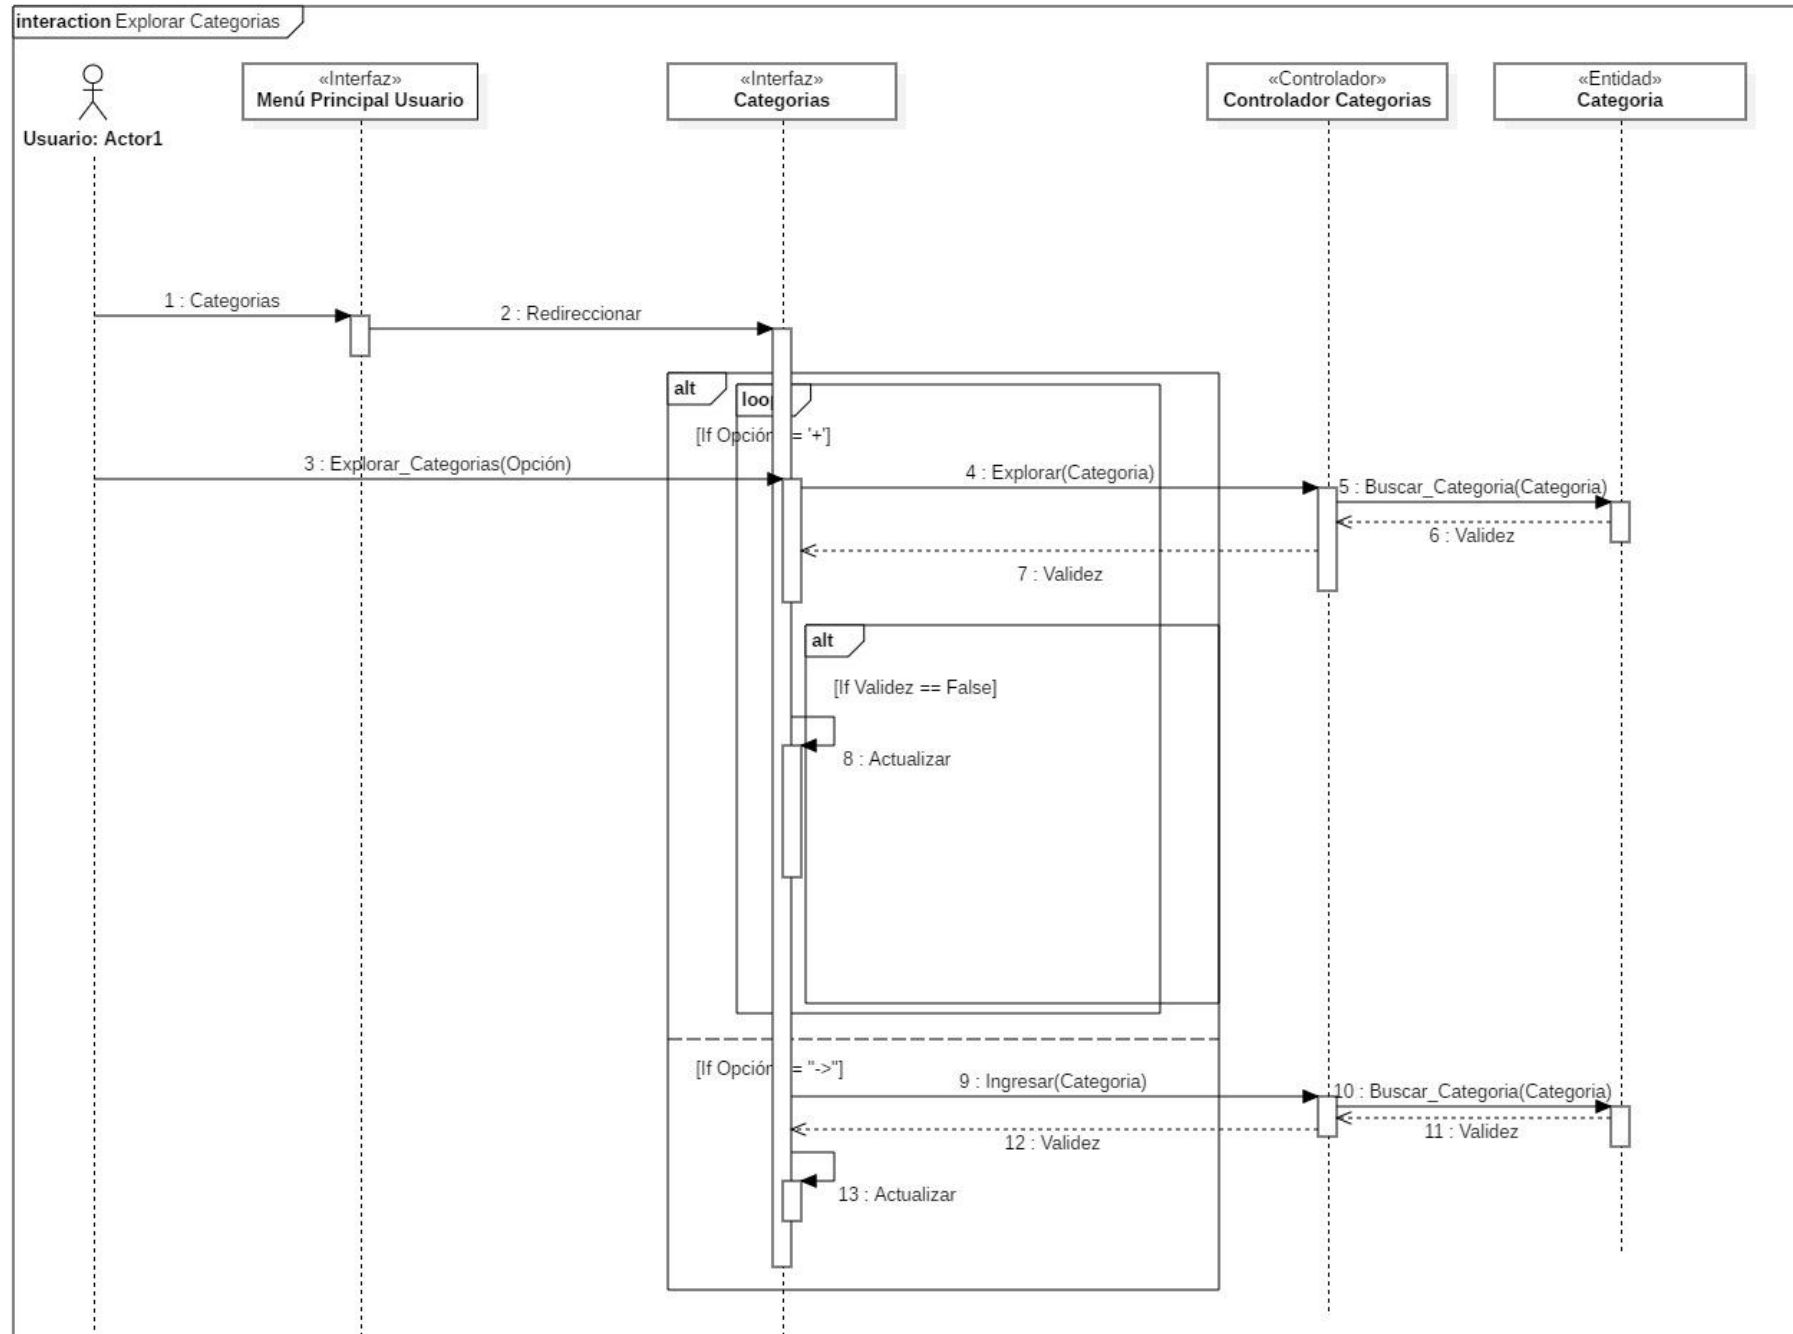 interaction Explorar Categorias
«Interfaz»
Menú Principal Usuario
«Interfaz»
Categorias
«Controlador»
Controlador Categorias
«Entidad»
Categoria
Usuario: Actor1
1 : Categorias
2 : Redireccionar
alt
loop
[If Opción == '+']
3 : Explorar_Categorias(Opción)
4 : Explorar(Categoria)
5 : Buscar_Categoria(Categoria)
6 : Validez
7 : Validez
alt
[If Validez == False]
8 : Actualizar
[If Opción == "->"]
9 : Ingresar(Categoria)
10 : Buscar_Categoria(Categoria)
11 : Validez
12 : Validez
13 : Actualizar